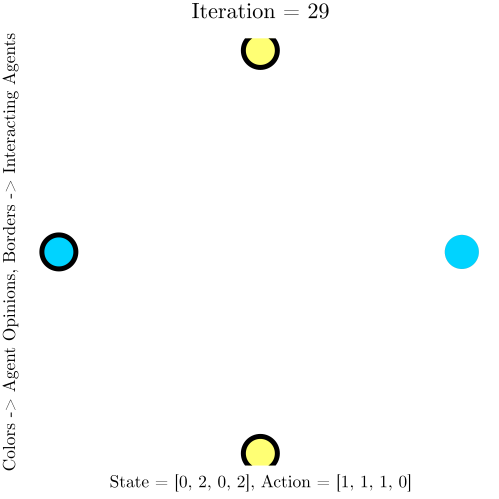 Iteration = 29
Colors -> Agent Opinions, Borders -> Interacting Agents
State = [0, 2, 0, 2], Action = [1, 1, 1, 0]